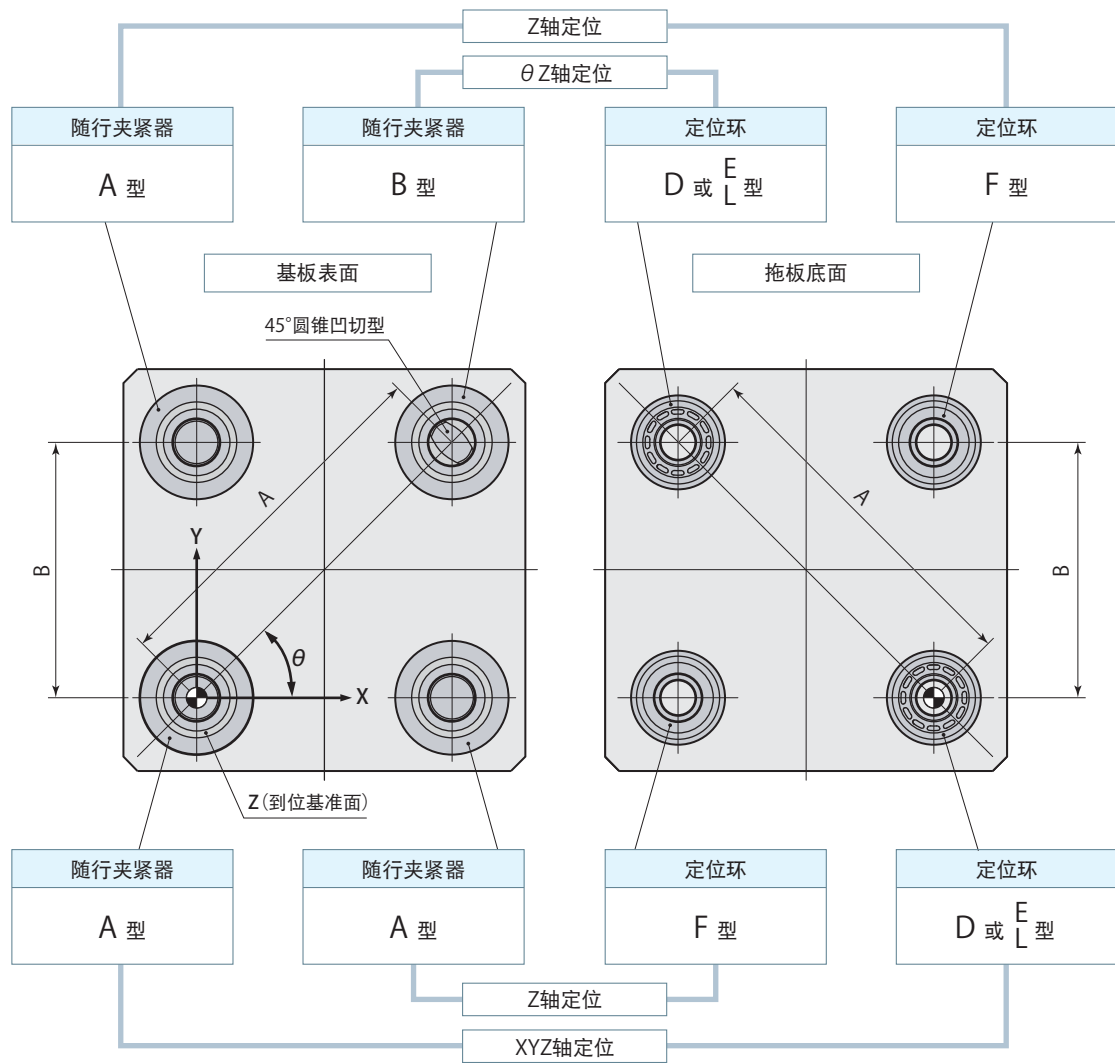 Z轴定位
θ Z轴定位
随行夹紧器
随行夹紧器
定位环
定位环
A 型
B 型
D 或 E L 型
F 型
基板表面
拖板底面
45°圆锥凹切型
A
A
Y
B
B
θ
X
Z(到位基准面)
随行夹紧器
随行夹紧器
定位环
定位环
A 型
A 型
F 型
D 或 E L 型
Z轴定位
XYZ轴定位